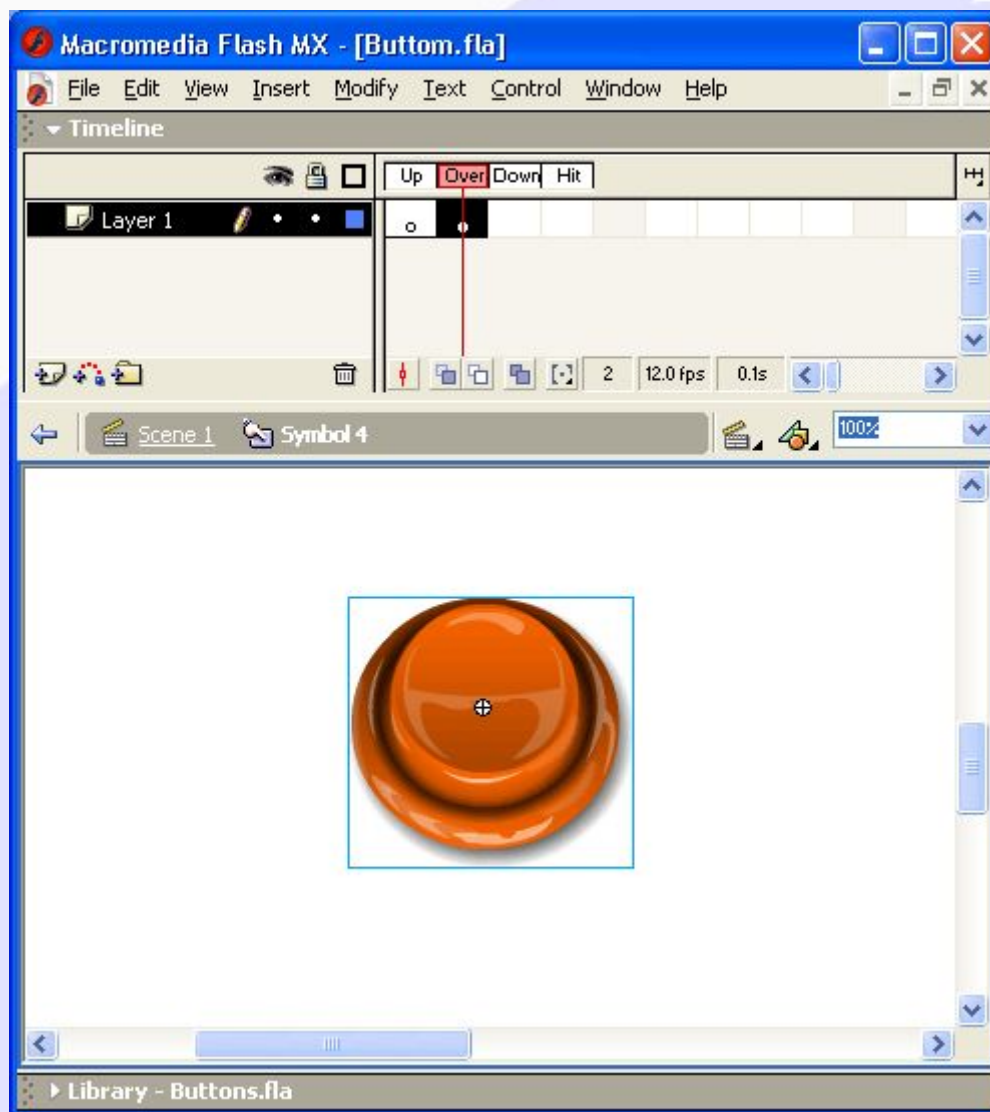 Macromedia Flash MX - [Buttom.fla]
File Edit View Insert Modify Text Control Window Help
Timeline
Up Over Down Hit
Layer 1
2 12.0 fps 0.1s
Scene 1 Symbol 4 100%
Library - Buttons.fla